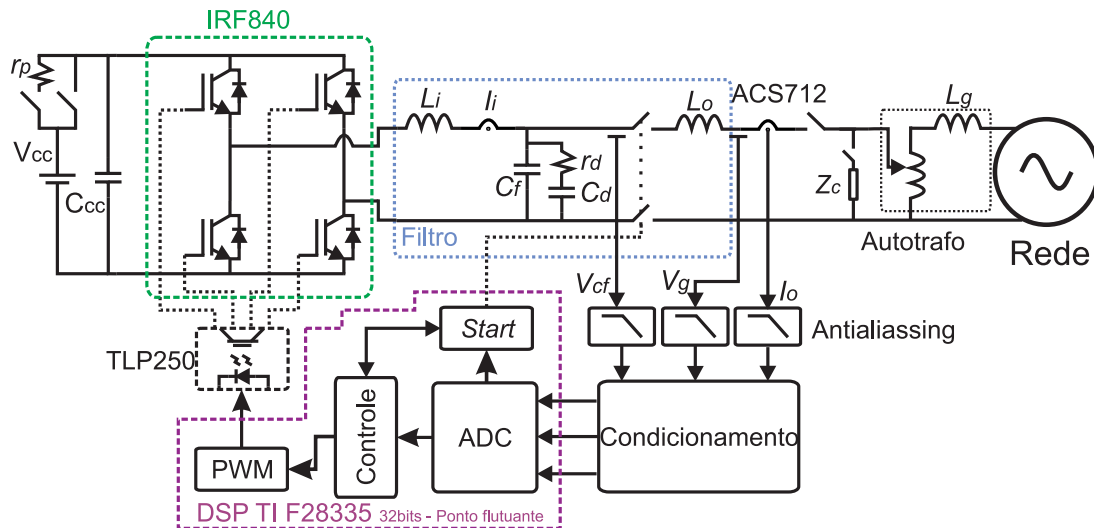 IRF840
rp
Vcc
Ccc
Li
Ii
Cf
rd
Cd
Lo
ACS712
Lg
Zc
Filtro
Autotrafo
Rede
Vcf
Vg
Io
Antialiassing
TLP250
Start
Controle
ADC
Condicionamento
PWM
DSP TI F28335 32bits - Ponto flutuante